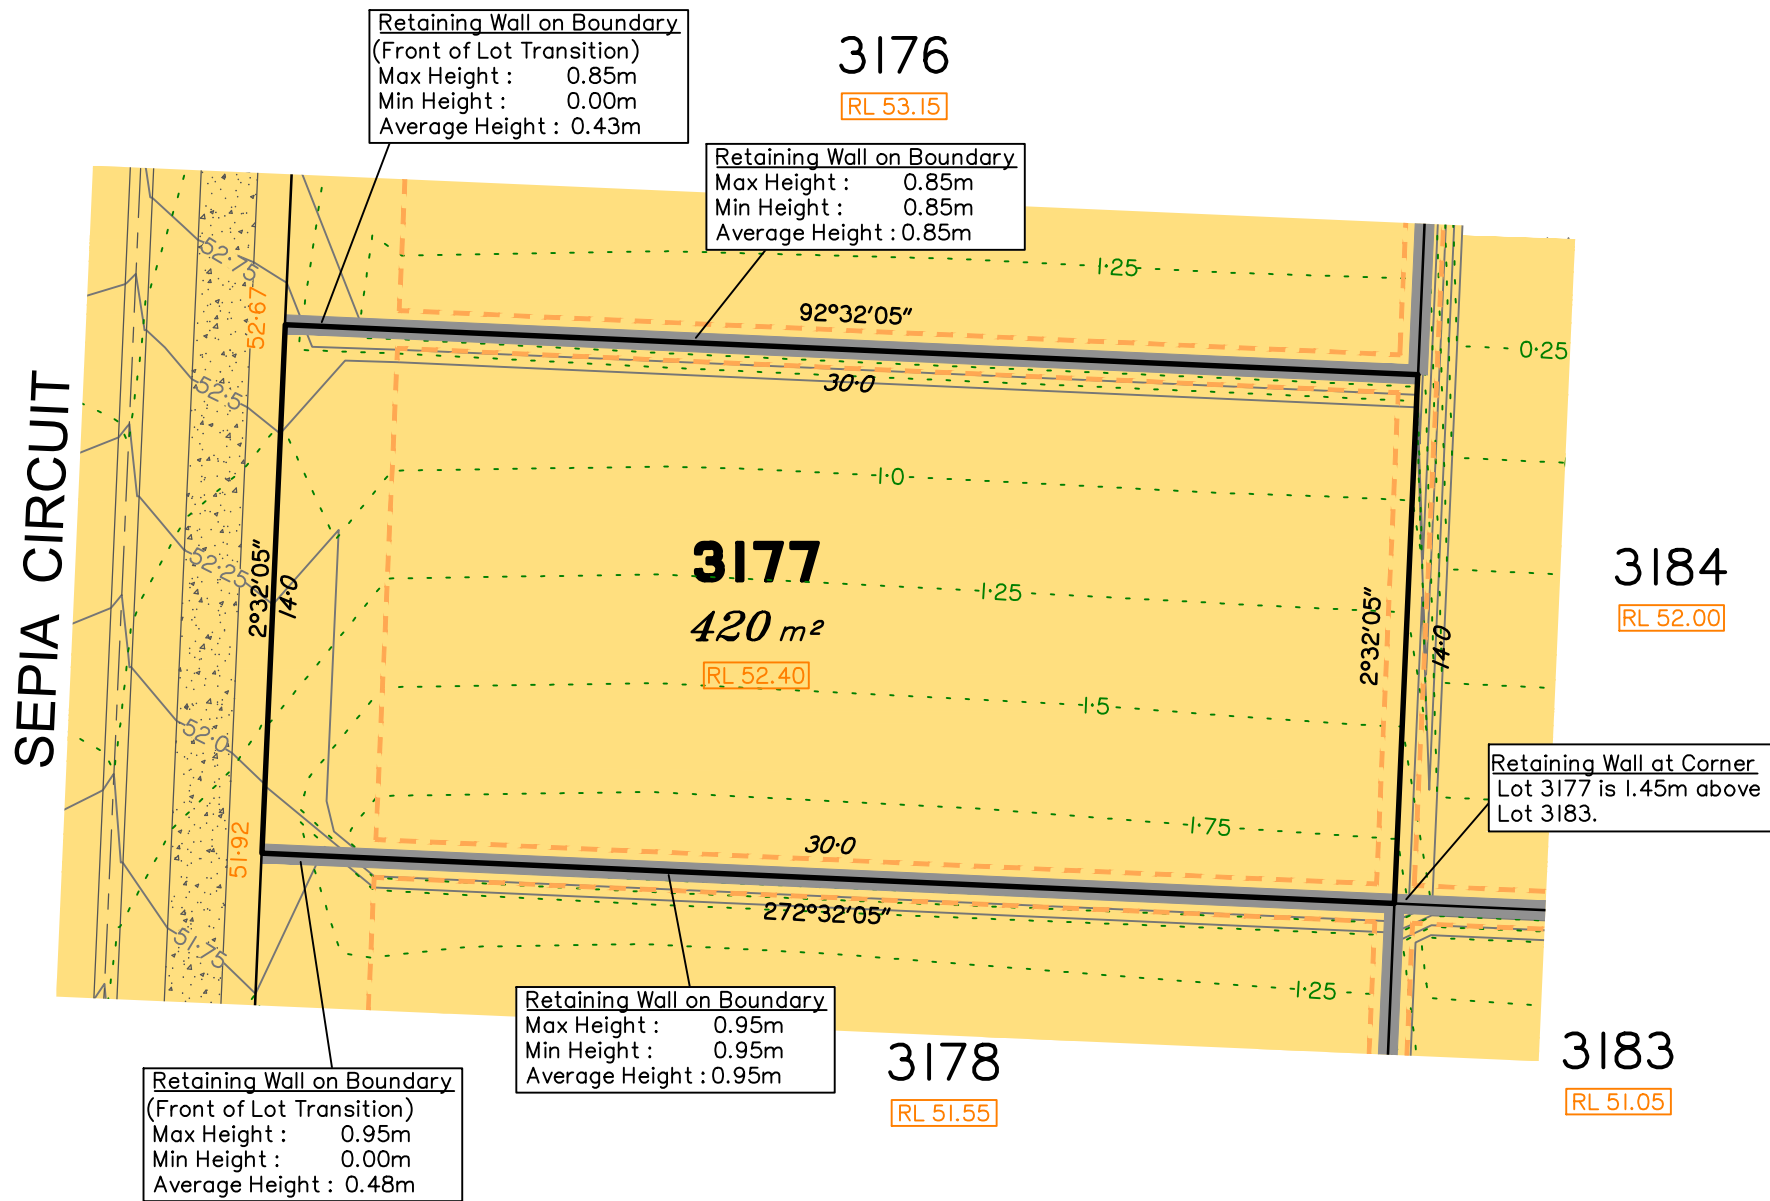 Retaining Wall on Boundary
(Front of Lot Transition)
Max Height : 0.85m
Min Height : 0.00m
Average Height : 0.43m
3176
RL 53.15
Retaining Wall on Boundary
Max Height : 0.85m
Min Height : 0.85m
Average Height : 0.85m
52·75
52·67
1·25
92°32'05"
30·0
0·25
52·5
SEPIA CIRCUIT
1·0
3177
420 m²
RL 52.40
52·25
2°32'05"
14·0
1·25
2°32'05"
14·0
3184
RL 52.00
1·5
52·0
Retaining Wall at Corner
Lot 3177 is 1.45m above
Lot 3183.
1·75
51·92
30·0
272°32'05"
51·75
1·25
Retaining Wall on Boundary
Max Height : 0.95m
Min Height : 0.95m
Average Height : 0.95m
3178
RL 51.55
3183
RL 51.05
Retaining Wall on Boundary
(Front of Lot Transition)
Max Height : 0.95m
Min Height : 0.00m
Average Height : 0.48m